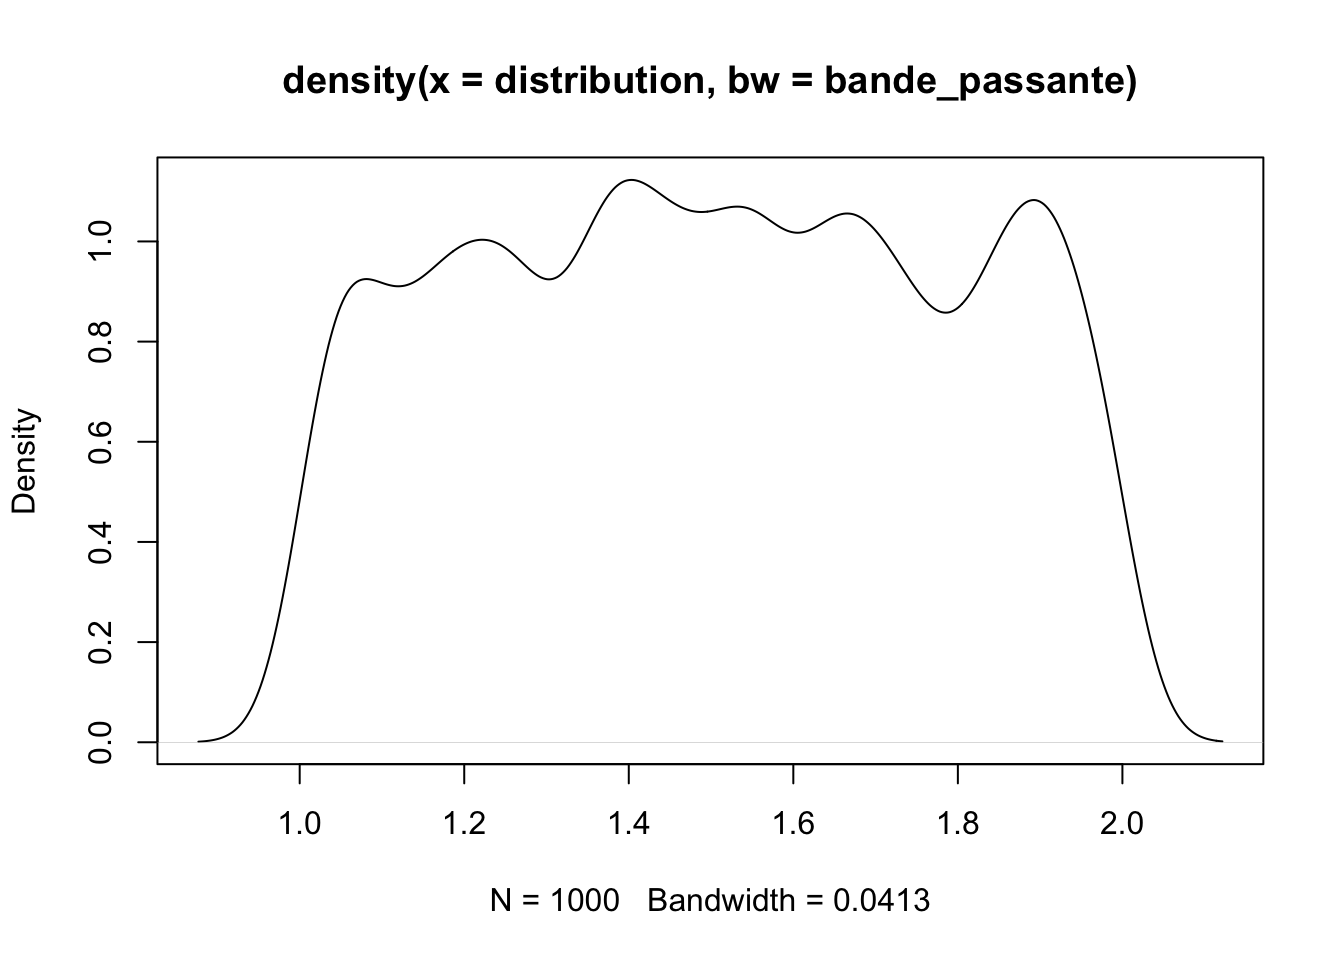 density(x = distribution, bw = bande_passante)
Density
1.0
0.8
0.6
0.4
0.2
0.0
1.0 1.2 1.4 1.6 1.8 2.0
N = 1000 Bandwidth = 0.0413